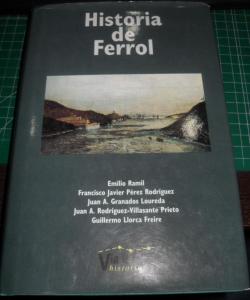 Historia
de
Ferrol
Emilio Ramil
Francisco Javier Pérez Rodríguez
Juan A. Granados Loureda
Juan A. Rodríguez-Villasante Prieto
Guillermo Llorca Freire
historia